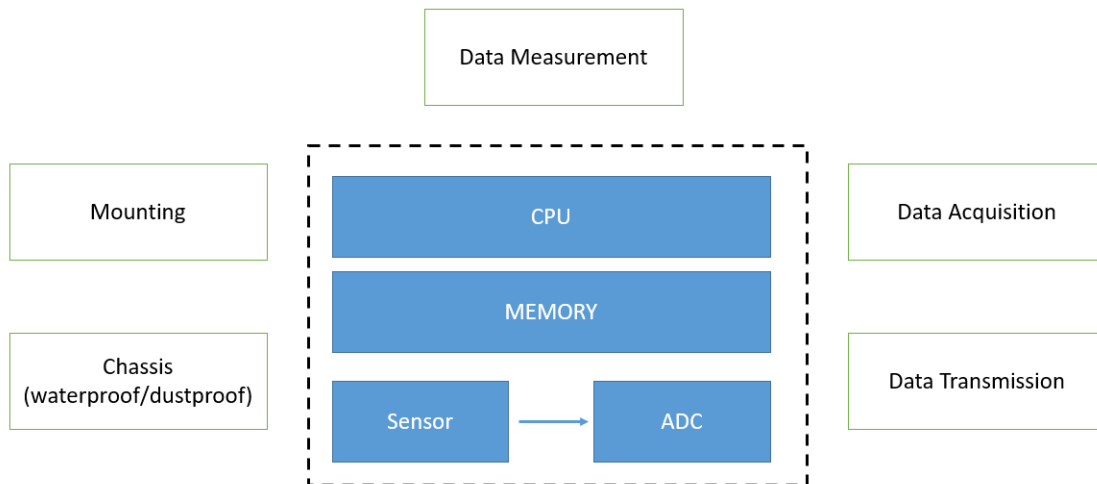 Data Measurement
Mounting
CPU
Data Acquisition
MEMORY
Chassis
(waterproof/dustproof)
Data Transmission
Sensor
ADC